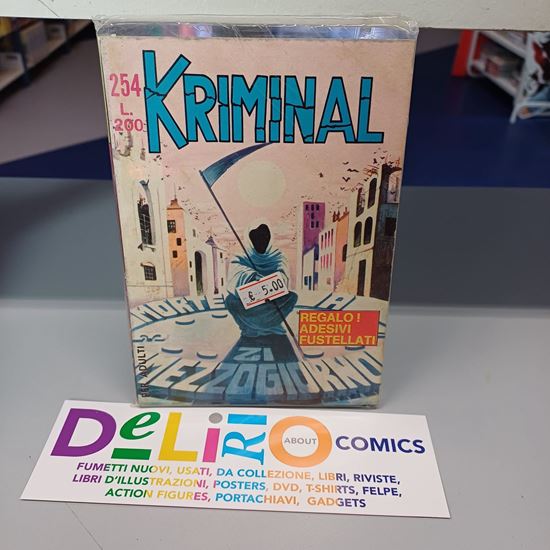 254
L.
200
KRIMINAL
€ 5.00
REGALO!
ADESIVI
FUSTELLATI
MORTE
DI
MEZZOGIORNO
PER ADULTI
DeLiRIO ABOUT COMICS
FUMETTI NUOVI, USATI, DA COLLEZIONE, LIBRI, RIVISTE,
LIBRI D'ILLUSTRAZIONI, POSTERS, DVD, T-SHIRTS, FELPE,
ACTION FIGURES, PORTACHIAVI, GADGETS